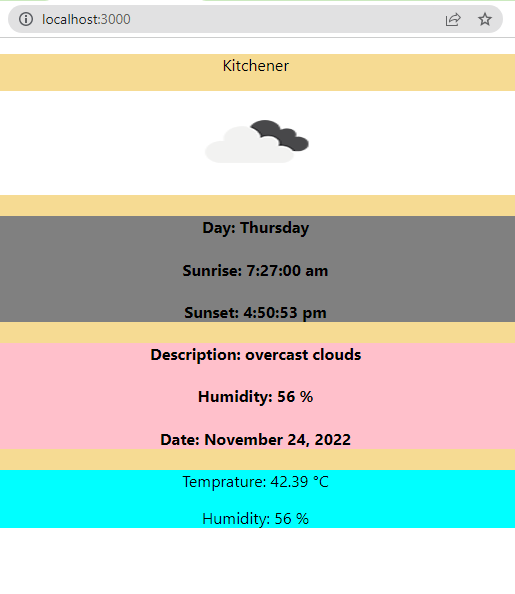 localhost:3000
Kitchener
Day: Thursday
Sunrise: 7:27:00 am
Sunset: 4:50:53 pm
Description: overcast clouds
Humidity: 56 %
Date: November 24, 2022
Temprature: 42.39 °C
Humidity: 56 %